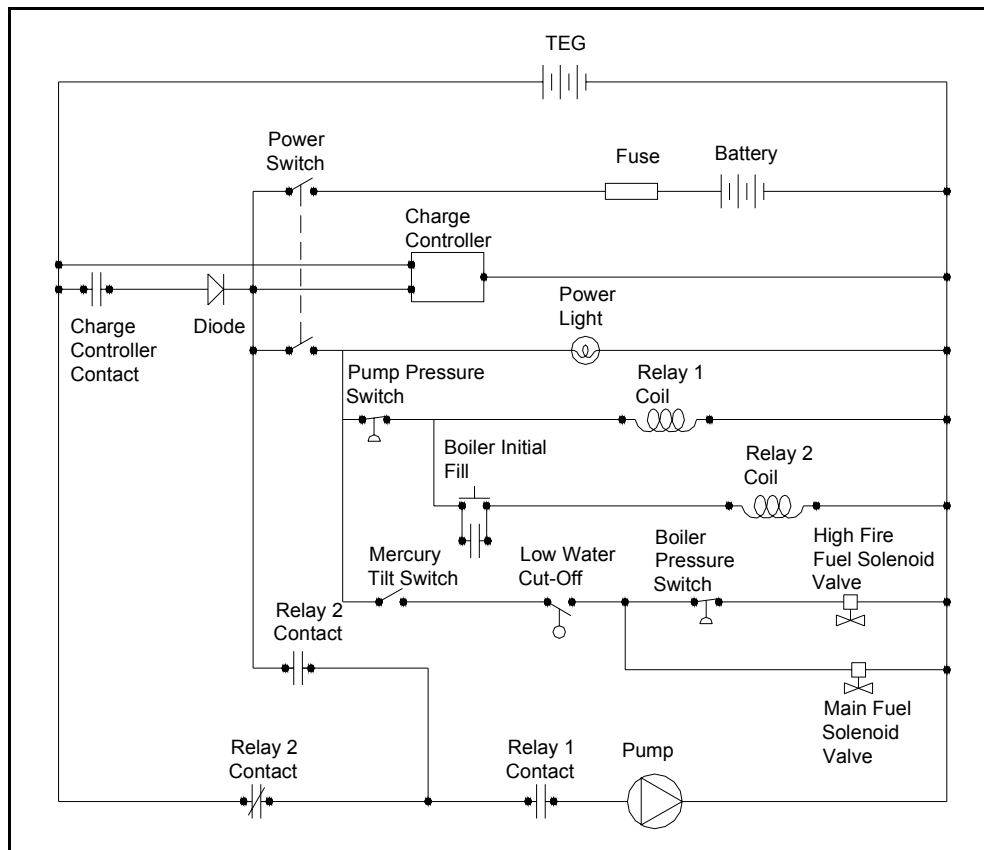 TEG
Power
Switch
Fuse
Battery
Charge
Controller
Charge
Controller
Contact
Diode
Power
Light
Pump Pressure
Switch
Relay 1
Coil
Boiler Initial
Fill
Relay 2
Coil
Mercury
Tilt Switch
Low Water
Cut-Off
Boiler
Pressure
Switch
High Fire
Fuel Solenoid
Valve
Relay 2
Contact
Main Fuel
Solenoid
Valve
Relay 2
Contact
Relay 1
Contact
Pump